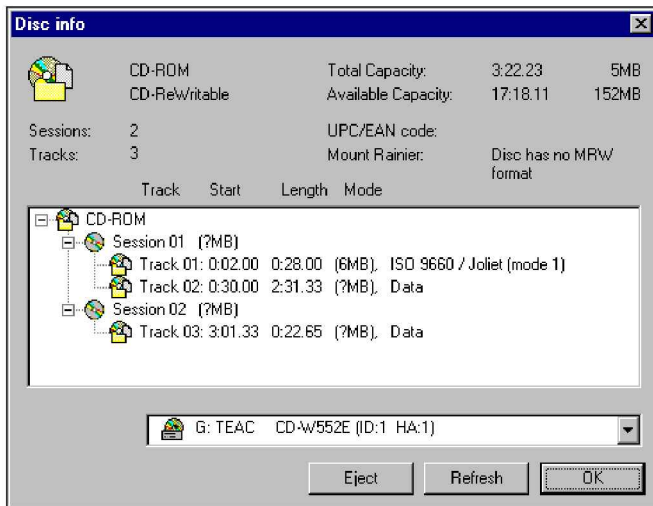 Disc info
CD-ROM Total Capacity: 3:22.23 5MB
CD-ReWritable Available Capacity: 17:18.11 152MB
Sessions: 2 UPC/EAN code:
Tracks: 3 Mount Rainier: Disc has no MRW
format
Track Start Length Mode
CD-ROM
Session 01 (?MB)
Track 01: 0:02.00 0:28.00 (6MB), ISO 9660 / Joliet (mode 1)
Track 02: 0:30.00 2:31.33 (?MB), Data
Session 02 (?MB)
Track 03: 3:01.33 0:22.65 (?MB), Data
G: TEAC CD-W552E (ID:1 HA:1)
Eject Refresh OK